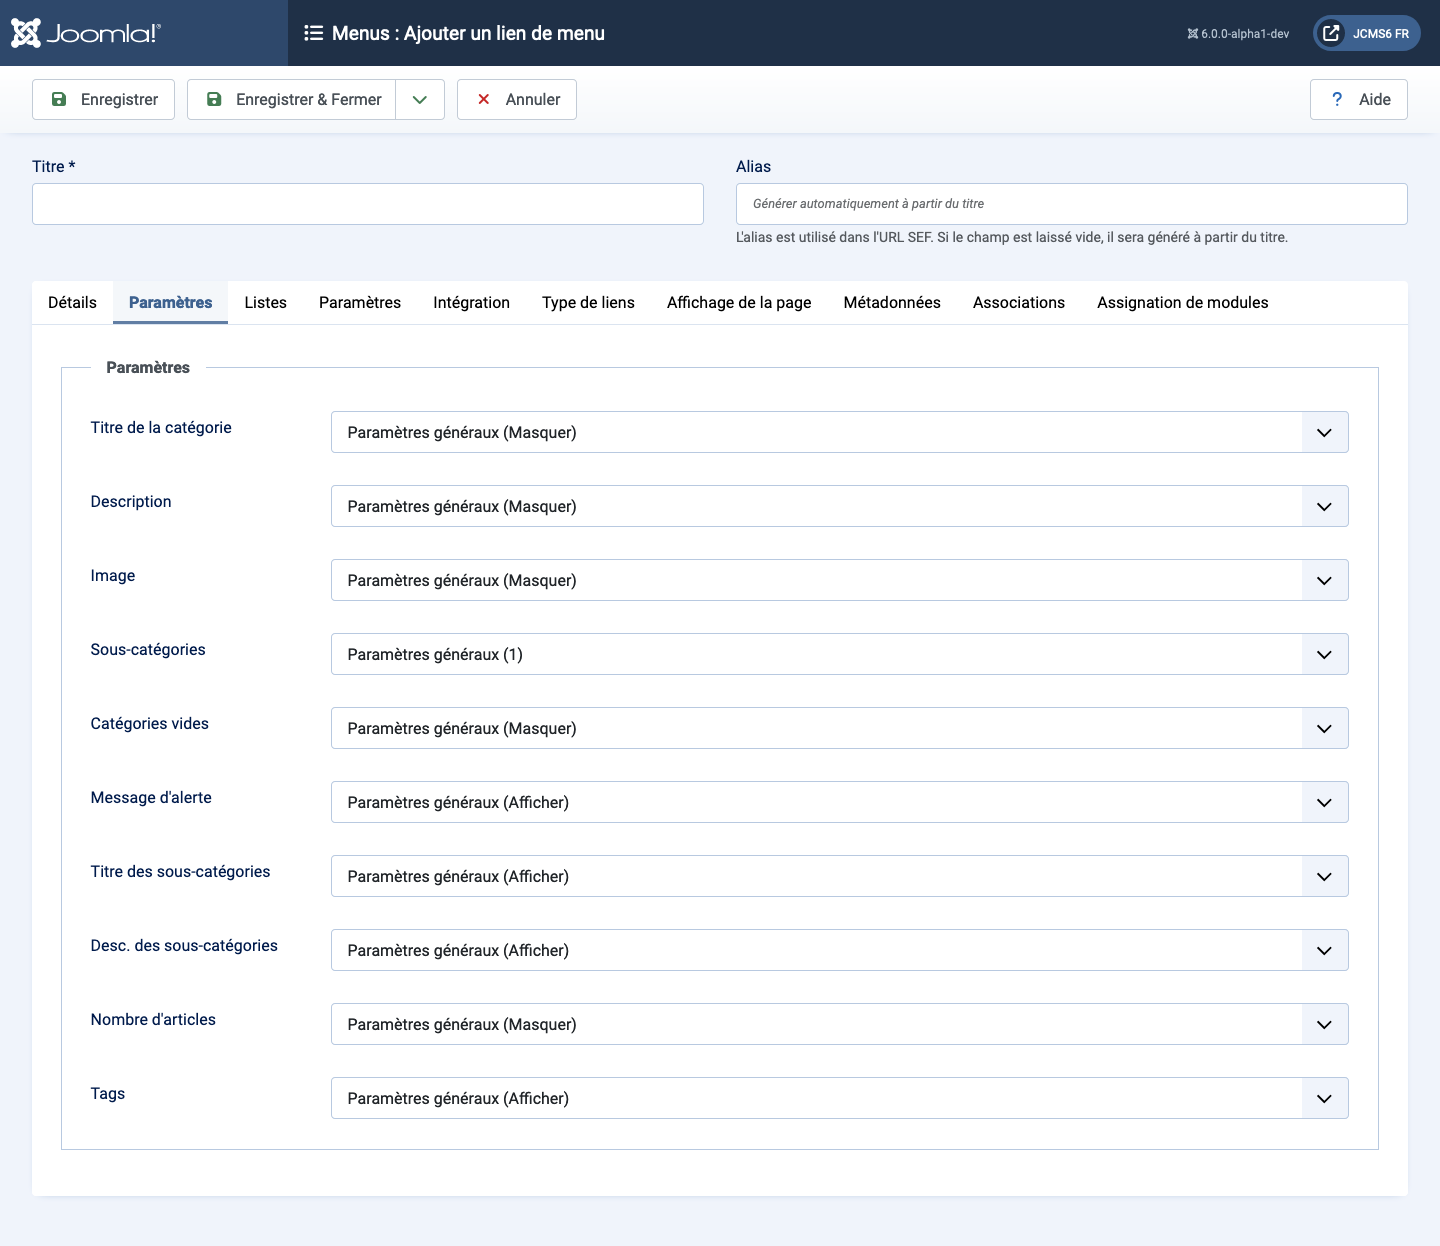 Joomla!®
Menus : Ajouter un lien de menu
6.0.0-alpha1-dev
JCMS6 FR
Enregistrer
Enregistrer & Fermer
Annuler
? Aide
Titre *
Alias
Générer automatiquement à partir du titre
L'alias est utilisé dans l'URL SEF. Si le champ est laissé vide, il sera généré à partir du titre.
Détails Paramètres Listes Paramètres Intégration Type de liens Affichage de la page Métadonnées Associations Assignation de modules
Paramètres
Titre de la catégorie Paramètres généraux (Masquer)
Description Paramètres généraux (Masquer)
Image Paramètres généraux (Masquer)
Sous-catégories Paramètres généraux (1)
Catégories vides Paramètres généraux (Masquer)
Message d'alerte Paramètres généraux (Afficher)
Titre des sous-catégories Paramètres généraux (Afficher)
Desc. des sous-catégories Paramètres généraux (Afficher)
Nombre d'articles Paramètres généraux (Masquer)
Tags Paramètres généraux (Afficher)